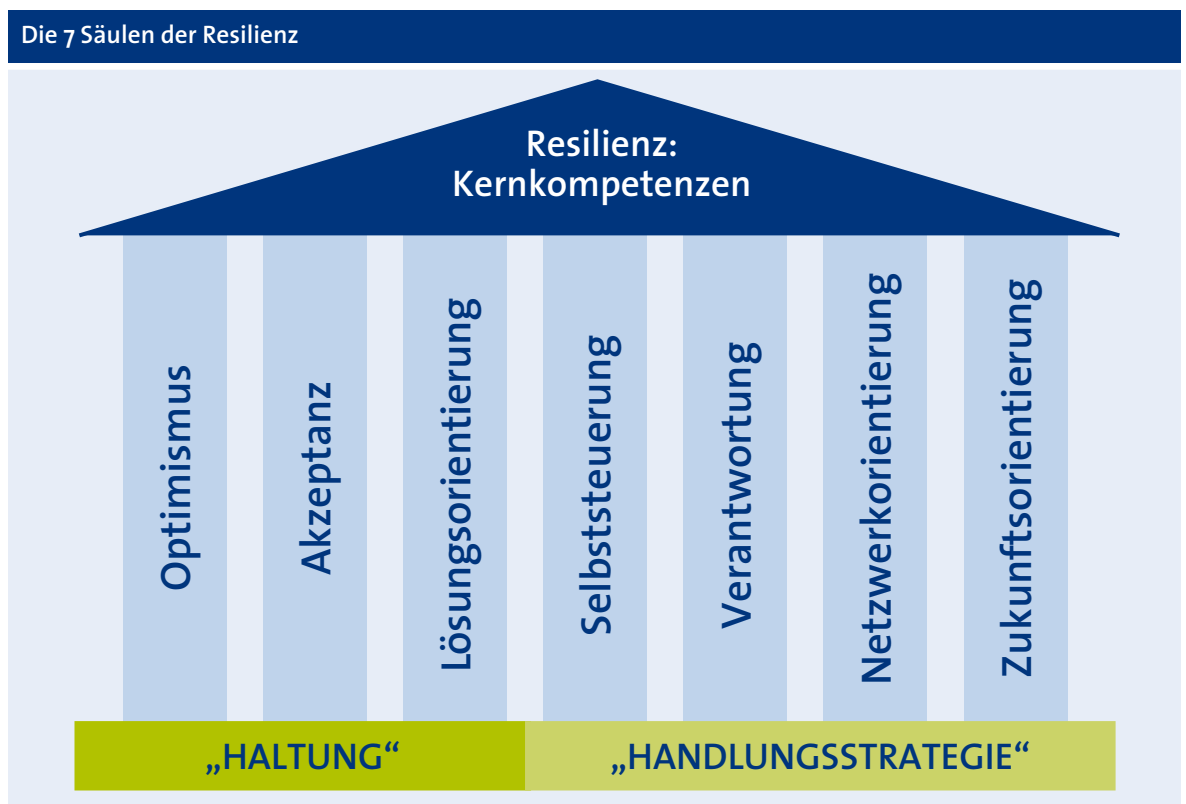 Die 7 Säulen der Resilienz
Resilienz:
Kernkompetenzen
Optimismus
Akzeptanz
Lösungsorientierung
Selbststeuerung
Verantwortung
Netzwerkorientierung
Zukunftsorientierung
„HALTUNG“
„HANDLUNGSSTRATEGIE“